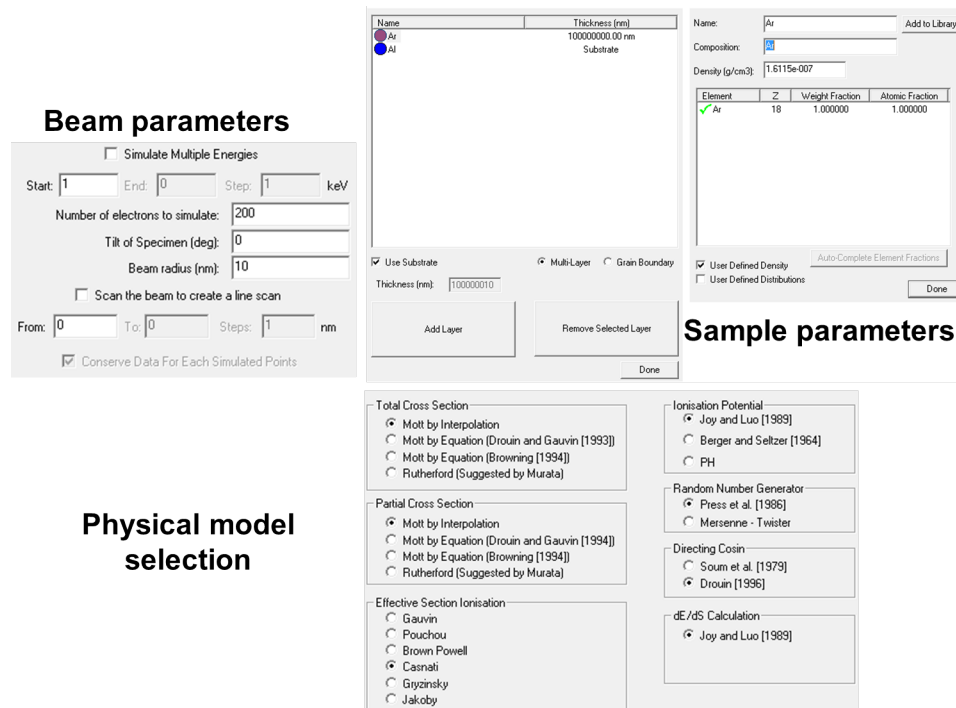 Beam parameters
Simulate Multiple Energies
Start: 1 End: 0 Step: 1 keV
Number of electrons to simulate: 200
Tilt of Specimen (deg): 0
Beam radius (nm): 10
Scan the beam to create a line scan
From: 0 To: 0 Steps: 1 nm
Conserve Data For Each Simulated Points
Name Thickness (nm)
Ar 100000000.00 nm
Al Substrate
Use Substrate Multi-Layer Grain Boundary
Thickness (nm): 100000010
Add Layer Remove Selected Layer
Done
Name: Ar Add to Library
Composition: Ar
Density (g/cm3): 1.6115e-007
Element Z Weight Fraction Atomic Fraction
Ar 18 1.000000 1.000000
User Defined Density Auto-Complete Element Fractions
User Defined Distributions
Done
Sample parameters
Physical model
selection
Total Cross Section
Mott by Interpolation
Mott by Equation (Drouin and Gauvin [1993])
Mott by Equation (Browning [1994])
Rutherford (Suggested by Murata)
Partial Cross Section
Mott by Interpolation
Mott by Equation (Drouin and Gauvin [1994])
Mott by Equation (Browning [1994])
Rutherford (Suggested by Murata)
Effective Section Ionisation
Gauvin
Pouchou
Brown Powell
Casnati
Gryzinsky
Jakoby
Ionisation Potential
Joy and Luo [1989]
Berger and Seltzer [1964]
PH
Random Number Generator
Press et al. [1986]
Mersenne - Twister
Directing Cosin
Soum et al. [1979]
Drouin [1996]
dE/dS Calculation
Joy and Luo [1989]